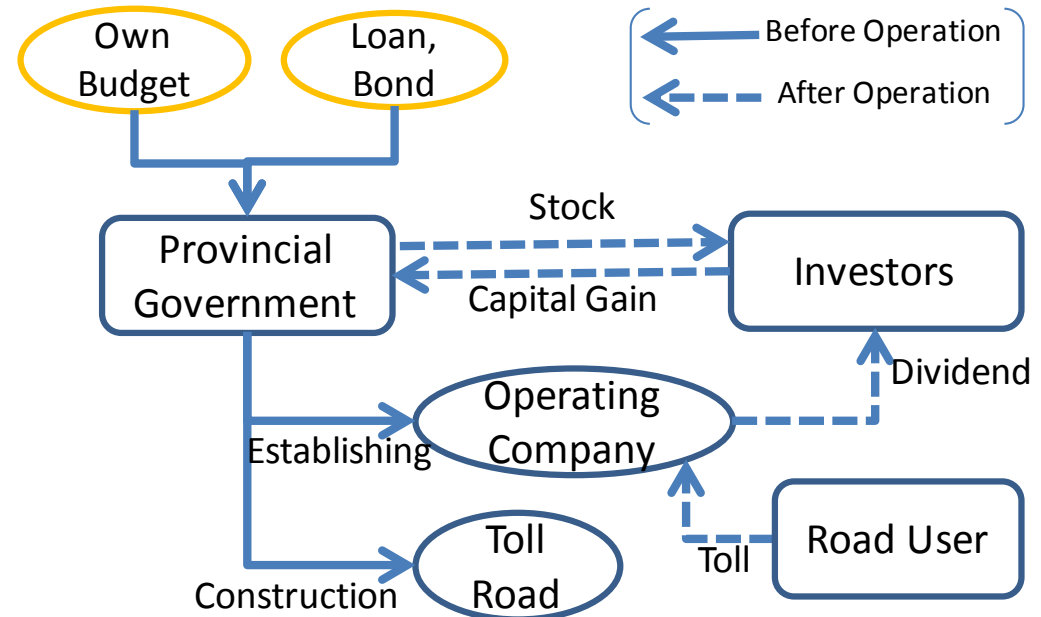 Own
Budget
Loan,
Bond
Before Operation
After Operation
Stock
Provincial
Government
Investors
Capital Gain
Dividend
Operating
Company
Establishing
Toll
Road User
Toll
Road
Construction